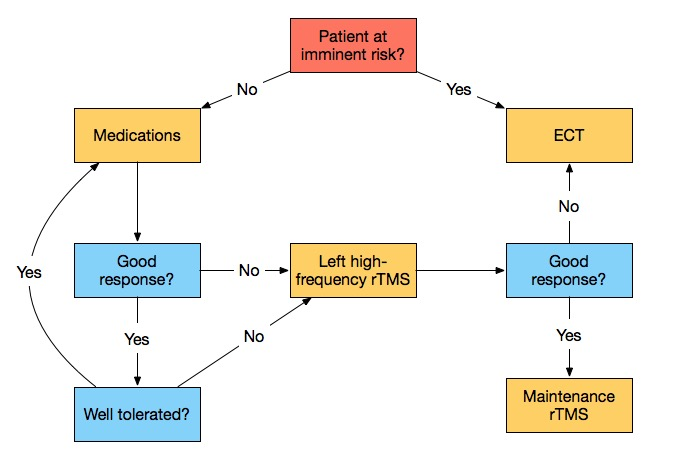 Patient at
imminent risk?
No
Yes
Medications
ECT
No
Good
response?
No
Left high-
frequency rTMS
Good
response?
Yes
Yes
No
Yes
Well tolerated?
Maintenance
rTMS